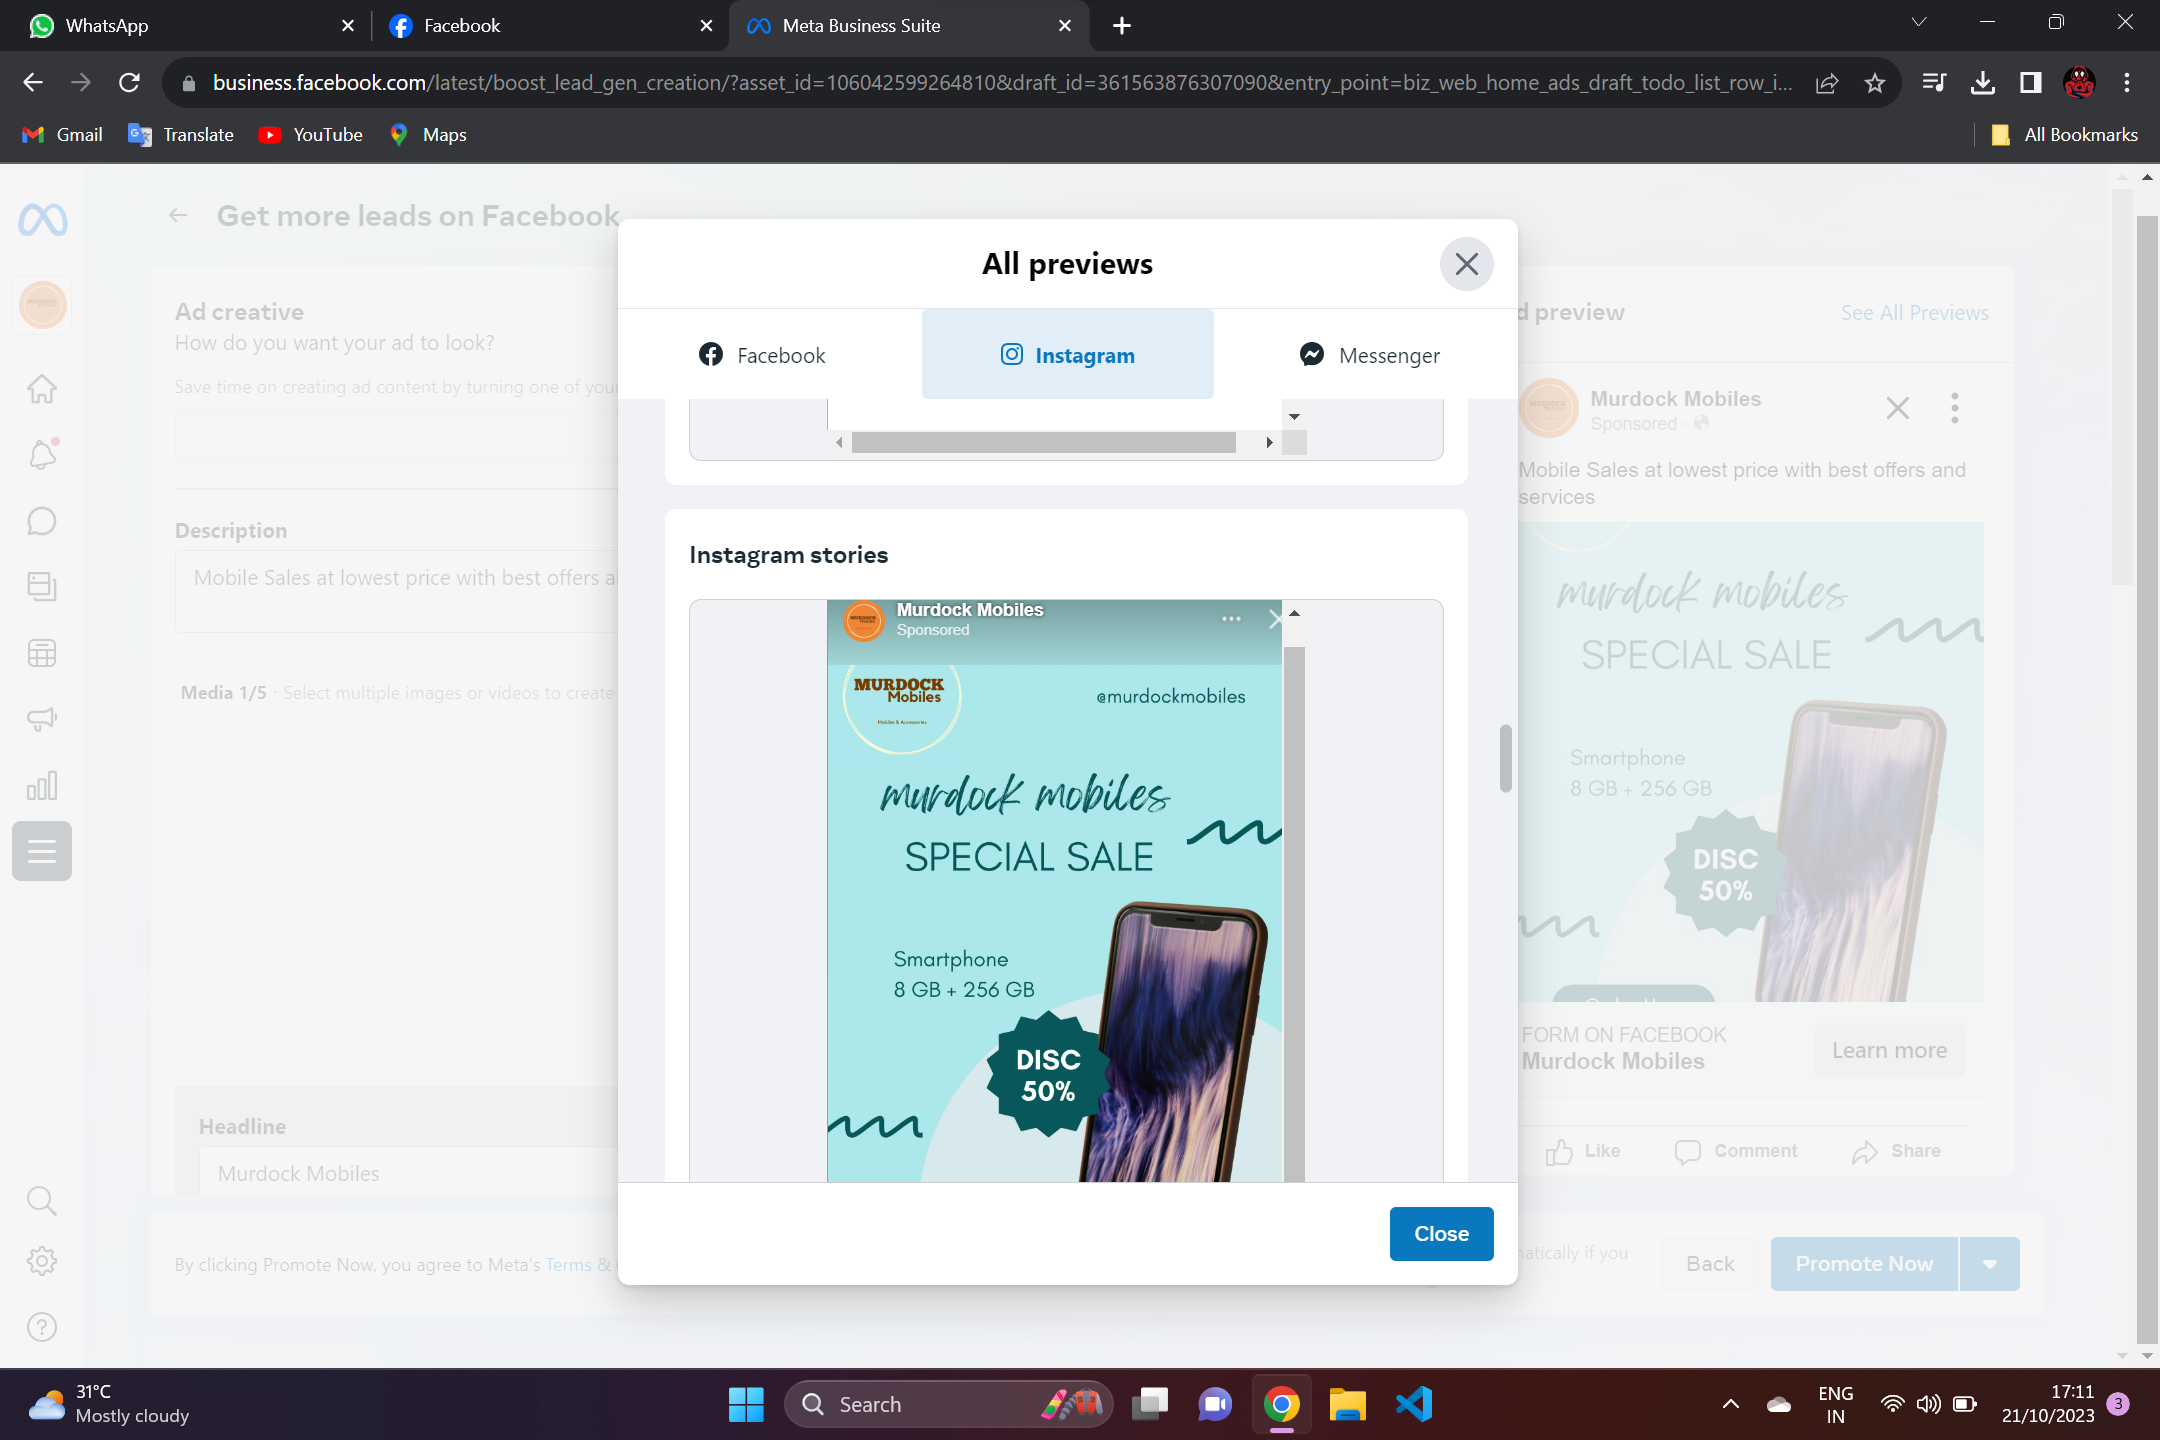 WhatsApp
Facebook
Meta Business Suite
business.facebook.com/latest/boost_lead_gen_creation/?asset_id=106042599264810&draft_id=361563876307090&entry_point=biz_web_home_ads_draft_todo_list_row_i...
Gmail
Translate
YouTube
Maps
All Bookmarks
Get more leads on Facebook
Ad creative
How do you want your ad to look?
Save time on creating ad content by turning one of your
Description
Mobile Sales at lowest price with best offers
Media 1/5 · Select multiple images or videos to create
Headline
Murdock Mobiles
By clicking Promote Now, you agree to Meta's Terms &
All previews
Facebook
Instagram
Messenger
Instagram stories
Murdock Mobiles
Sponsored
MURDOCK
Mobiles
Mobiles & Accessories
@murdockmobiles
murdock mobiles
SPECIAL SALE
Smartphone
8 GB + 256 GB
DISC
50%
Close
d preview
See All Previews
Murdock Mobiles
Sponsored ·
Mobile Sales at lowest price with best offers and
services
murdock mobiles
SPECIAL SALE
Smartphone
8 GB + 256 GB
DISC
50%
FORM ON FACEBOOK
Murdock Mobiles
Learn more
Like
Comment
Share
natically if you
Back
Promote Now
31°C
Mostly cloudy
Search
ENG
IN
17:11
21/10/2023
3